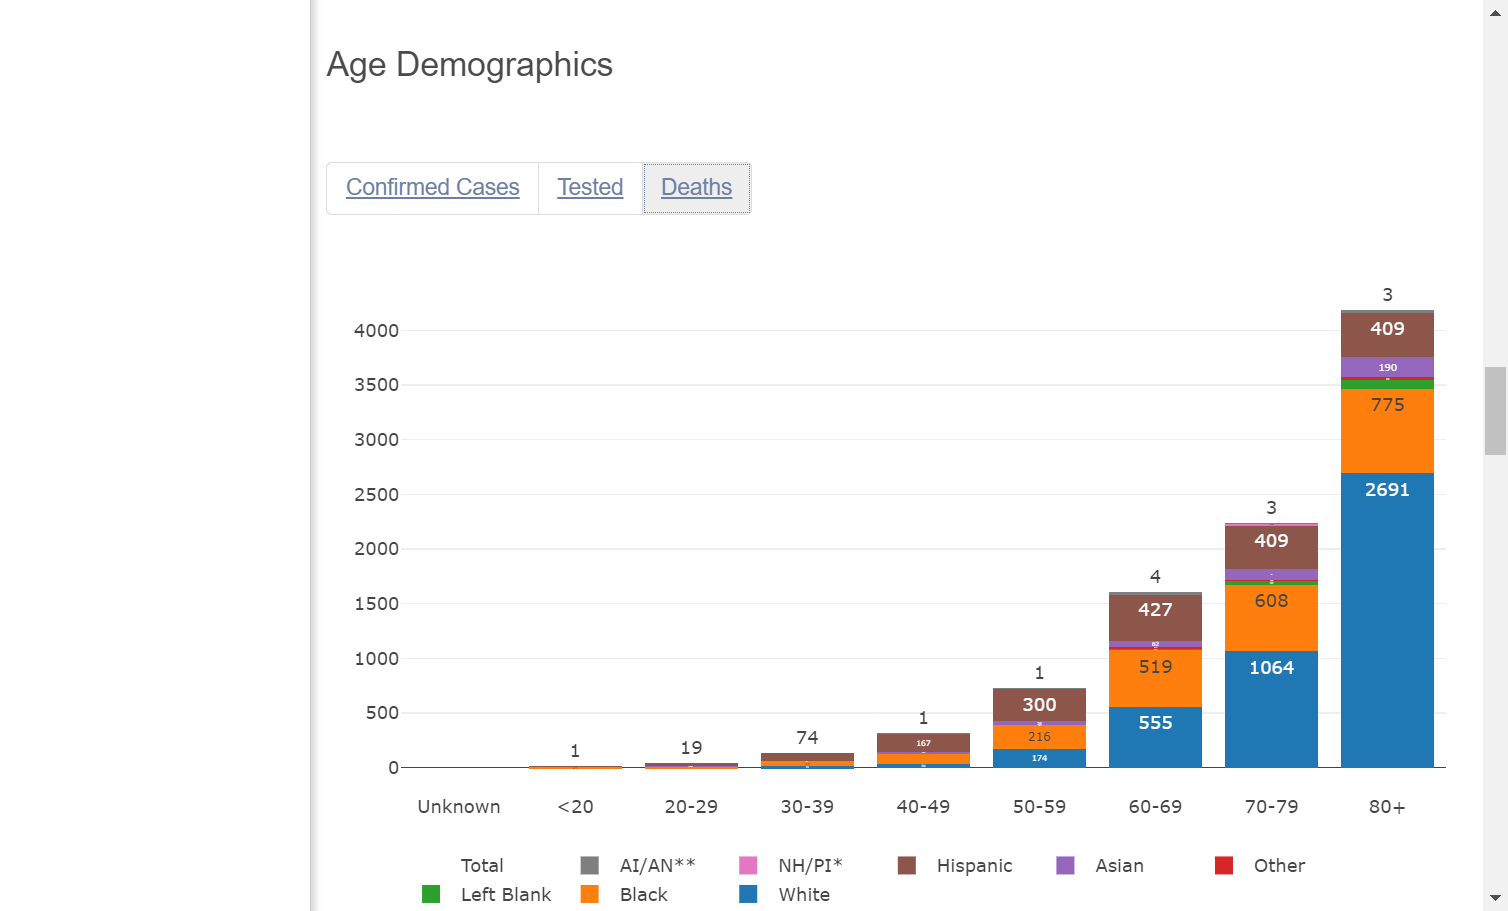 Age Demographics
Confirmed Cases Tested Deaths
3
4000 409
190
3500
775
3000
2500 2691
3
2000 409
4
1500 427 608
1000 519 1064
1
300
500 1 555
19 74 167 216
1 174
0
Unknown <20 20-29 30-39 40-49 50-59 60-69 70-79 80+
Total AI/AN** NH/PI* Hispanic Asian Other
Left Blank Black White